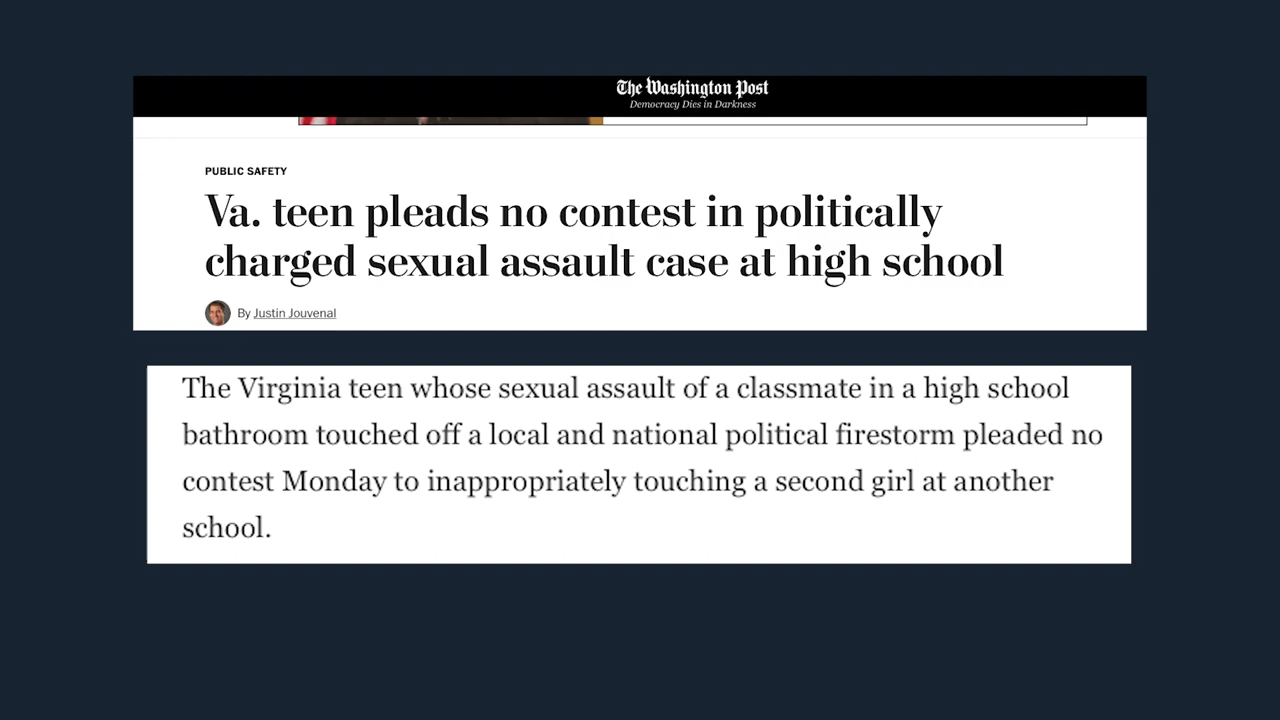 The Washington Post
Democracy Dies in Darkness
PUBLIC SAFETY
Va. teen pleads no contest in politically
charged sexual assault case at high school
By Justin Jouvenal
The Virginia teen whose sexual assault of a classmate in a high school
bathroom touched off a local and national political firestorm pleaded no
contest Monday to inappropriately touching a second girl at another
school.